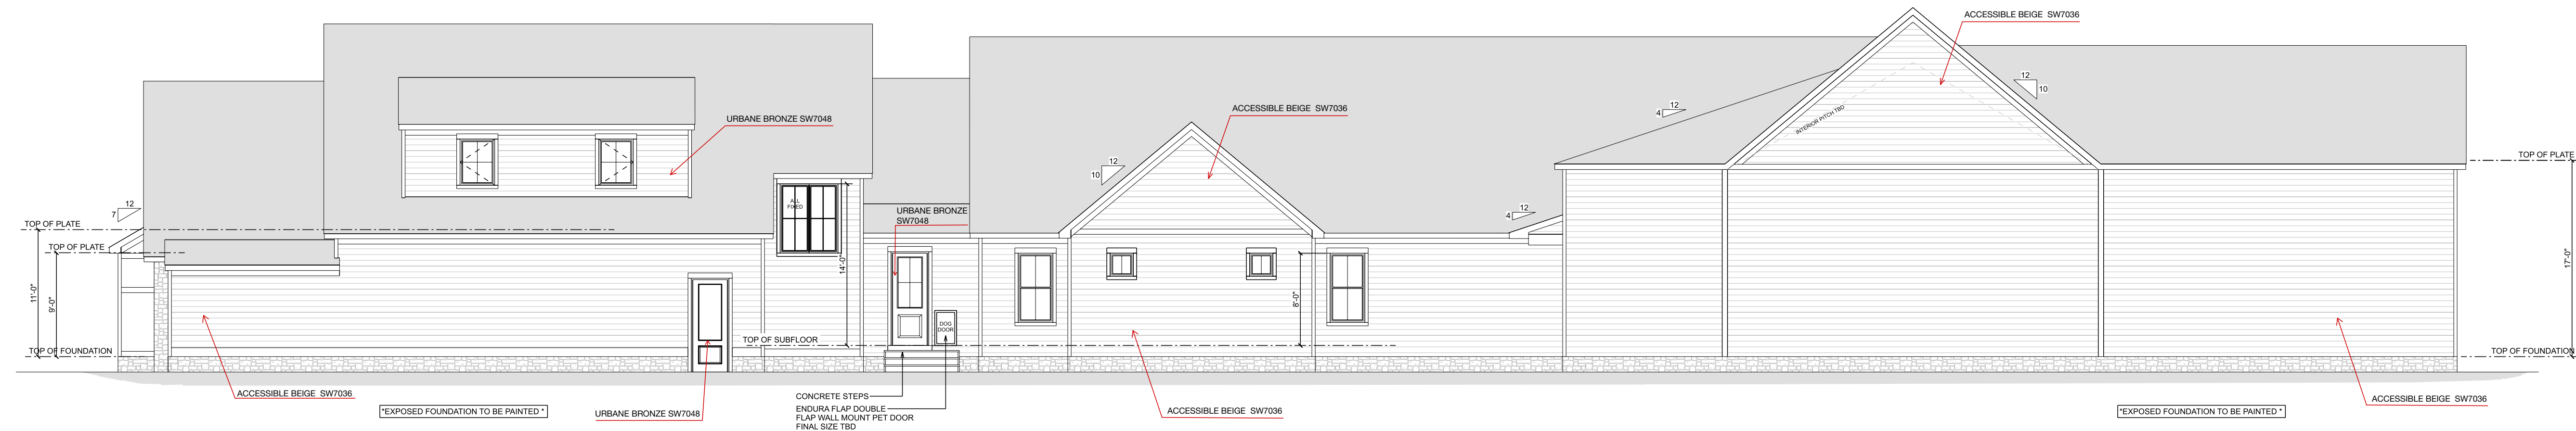 ACCESSIBLE BEIGE  SW7036
12
10
TOP OF PLATE
17'-0"
TOP OF FOUNDATION
ACCESSIBLE BEIGE  SW7036
*EXPOSED FOUNDATION TO BE PAINTED *
INTERIOR PITCH TBD
12
4
12
4
ACCESSIBLE BEIGE  SW7036
12
10
8'-0"
ACCESSIBLE BEIGE  SW7036
URBANE BRONZE SW7048
ALL
FIXED
14'-0"
URBANE BRONZE
SW7048
DOG
DOOR
TOP OF SUBFLOOR
CONCRETE STEPS
ENDURA FLAP DOUBLE
FLAP WALL MOUNT PET DOOR
FINAL SIZE TBD
URBANE BRONZE SW7048
12
7
TOP OF PLATE
TOP OF PLATE
11'-0"
9'-0"
TOP OF FOUNDATION
ACCESSIBLE BEIGE  SW7036
*EXPOSED FOUNDATION TO BE PAINTED *